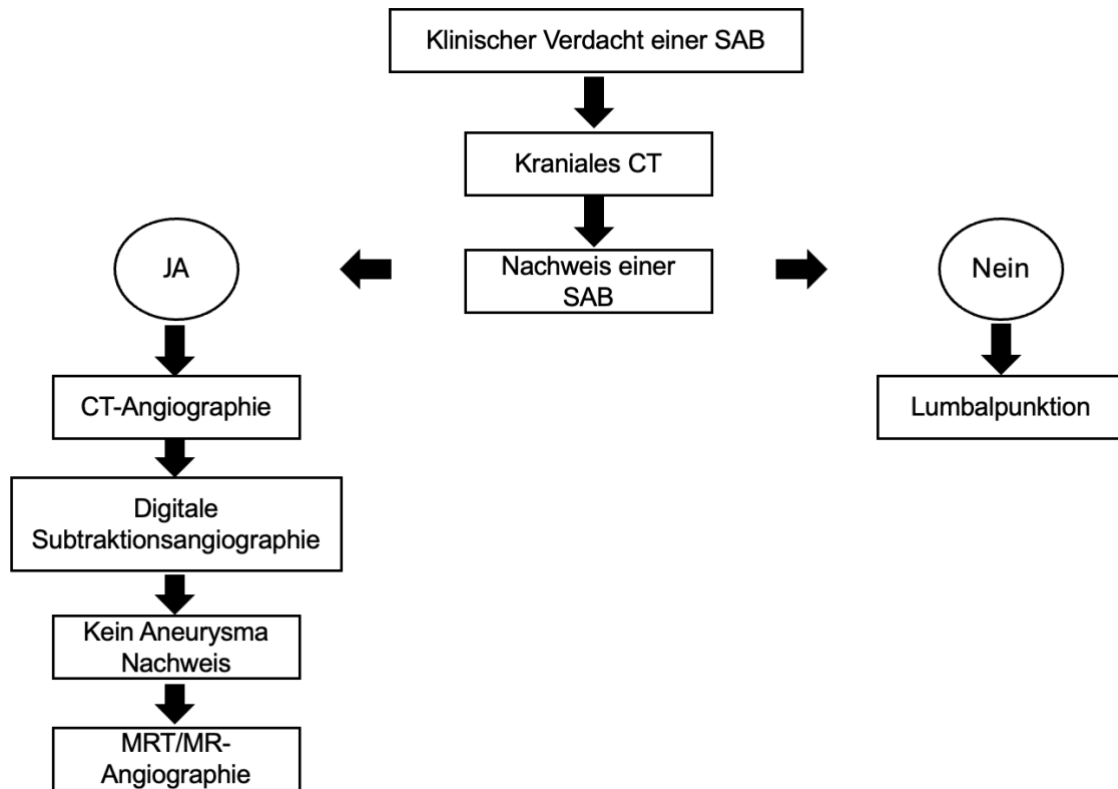 Klinischer Verdacht einer SAB
Kraniales CT
Nachweis einer
SAB
JA
Nein
CT-Angiographie
Lumbalpunktion
Digitale
Subtraktionsangiographie
Kein Aneurysma
Nachweis
MRT/MR-
Angiographie